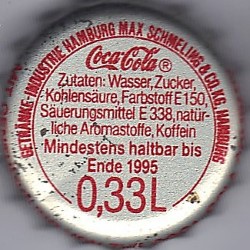 GETRÄNKE-INDUSTRIE HAMBURG MAX SCHMELING & CO. KG HAMBURG
Coca-Cola®
Zutaten: Wasser, Zucker,
Kohlensäure, Farbstoff E 150,
Säuerungsmittel E 338, natür-
liche Aromastoffe, Koffein
Mindestens haltbar bis
Ende 1995
0,33L